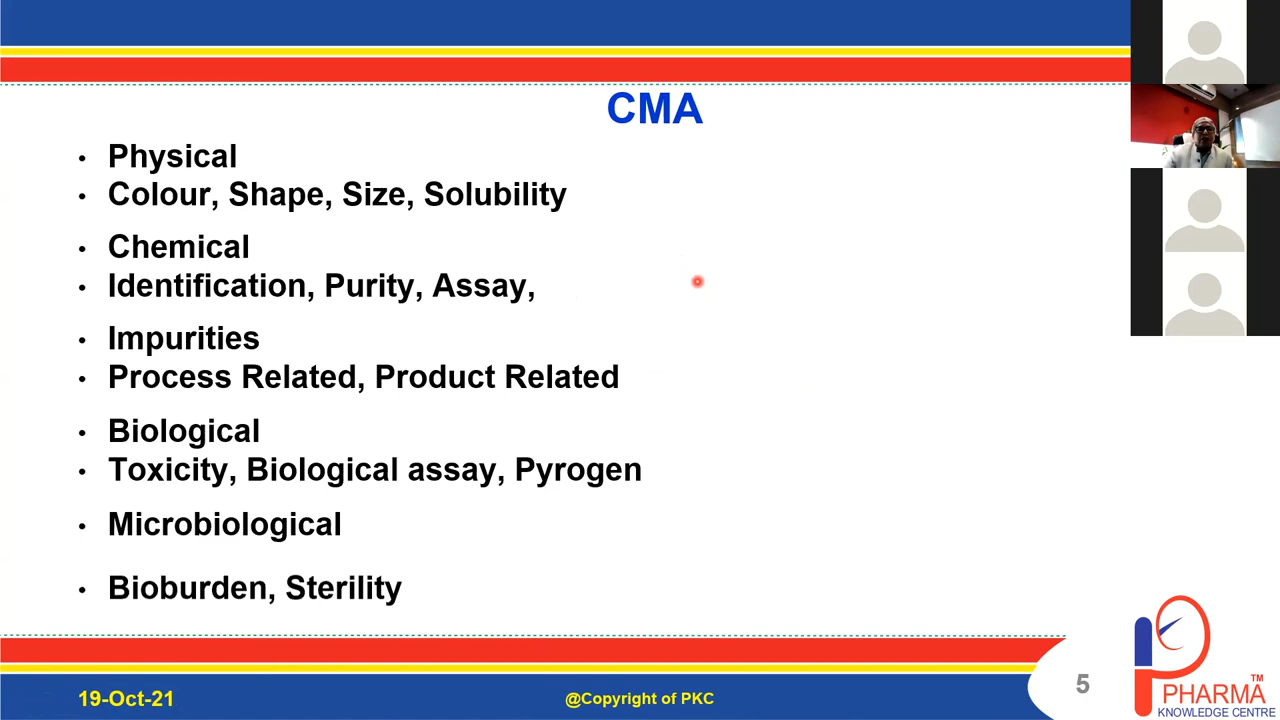 CMA
• Physical
• Colour, Shape, Size, Solubility
• Chemical
• Identification, Purity, Assay,
• Impurities
• Process Related, Product Related
• Biological
• Toxicity, Biological assay, Pyrogen
• Microbiological
• Bioburden, Sterility
19-Oct-21
@Copyright of PKC
5
PHARMA TM
KNOWLEDGE CENTRE